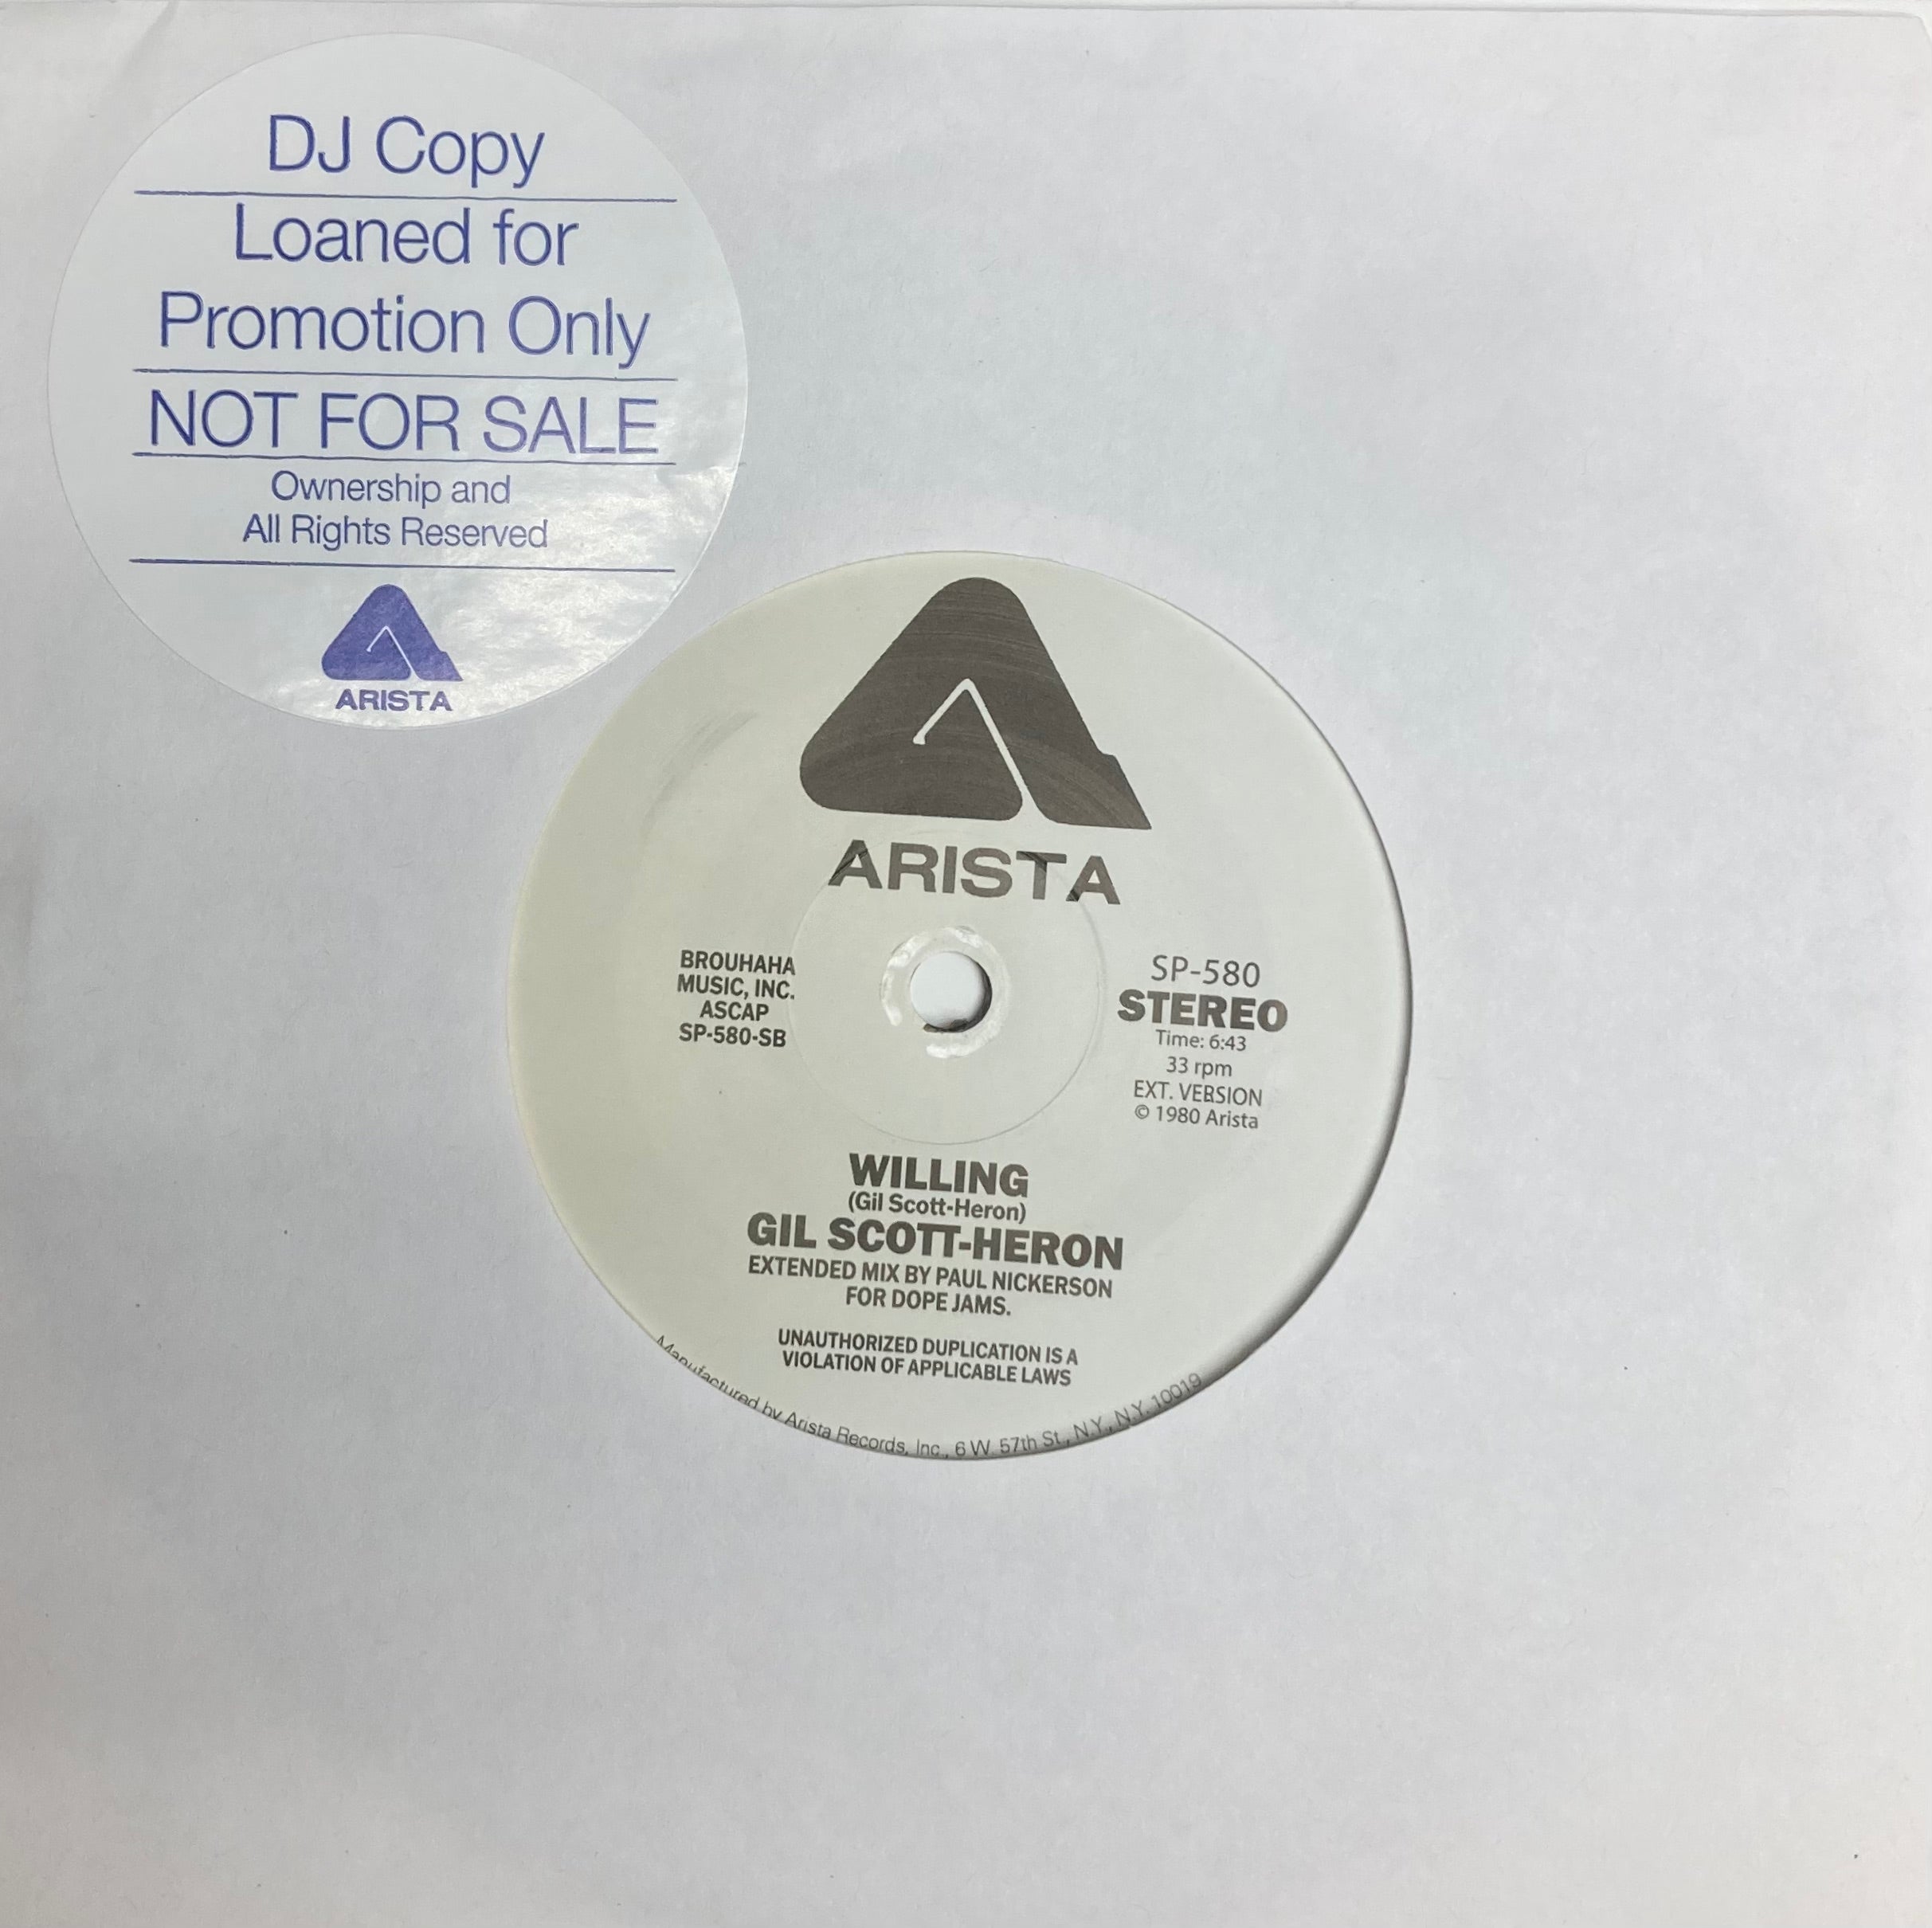 DJ Copy
Loaned for
Promotion Only
NOT FOR SALE
Ownership and
All Rights Reserved
ARISTA
ARISTA
BROUHAHA
MUSIC, INC.
ASCAP
SP-580-SB
SP-580
STEREO
Time: 6:43
33 rpm
EXT. VERSION
© 1980 Arista
WILLING
(Gil Scott-Heron)
GIL SCOTT-HERON
EXTENDED MIX BY PAUL NICKERSON
FOR DOPE JAMS.
UNAUTHORIZED DUPLICATION IS A
VIOLATION OF APPLICABLE LAWS
Manufactured by Arista Records, Inc., 6 W. 57th St., N.Y., N.Y. 10019